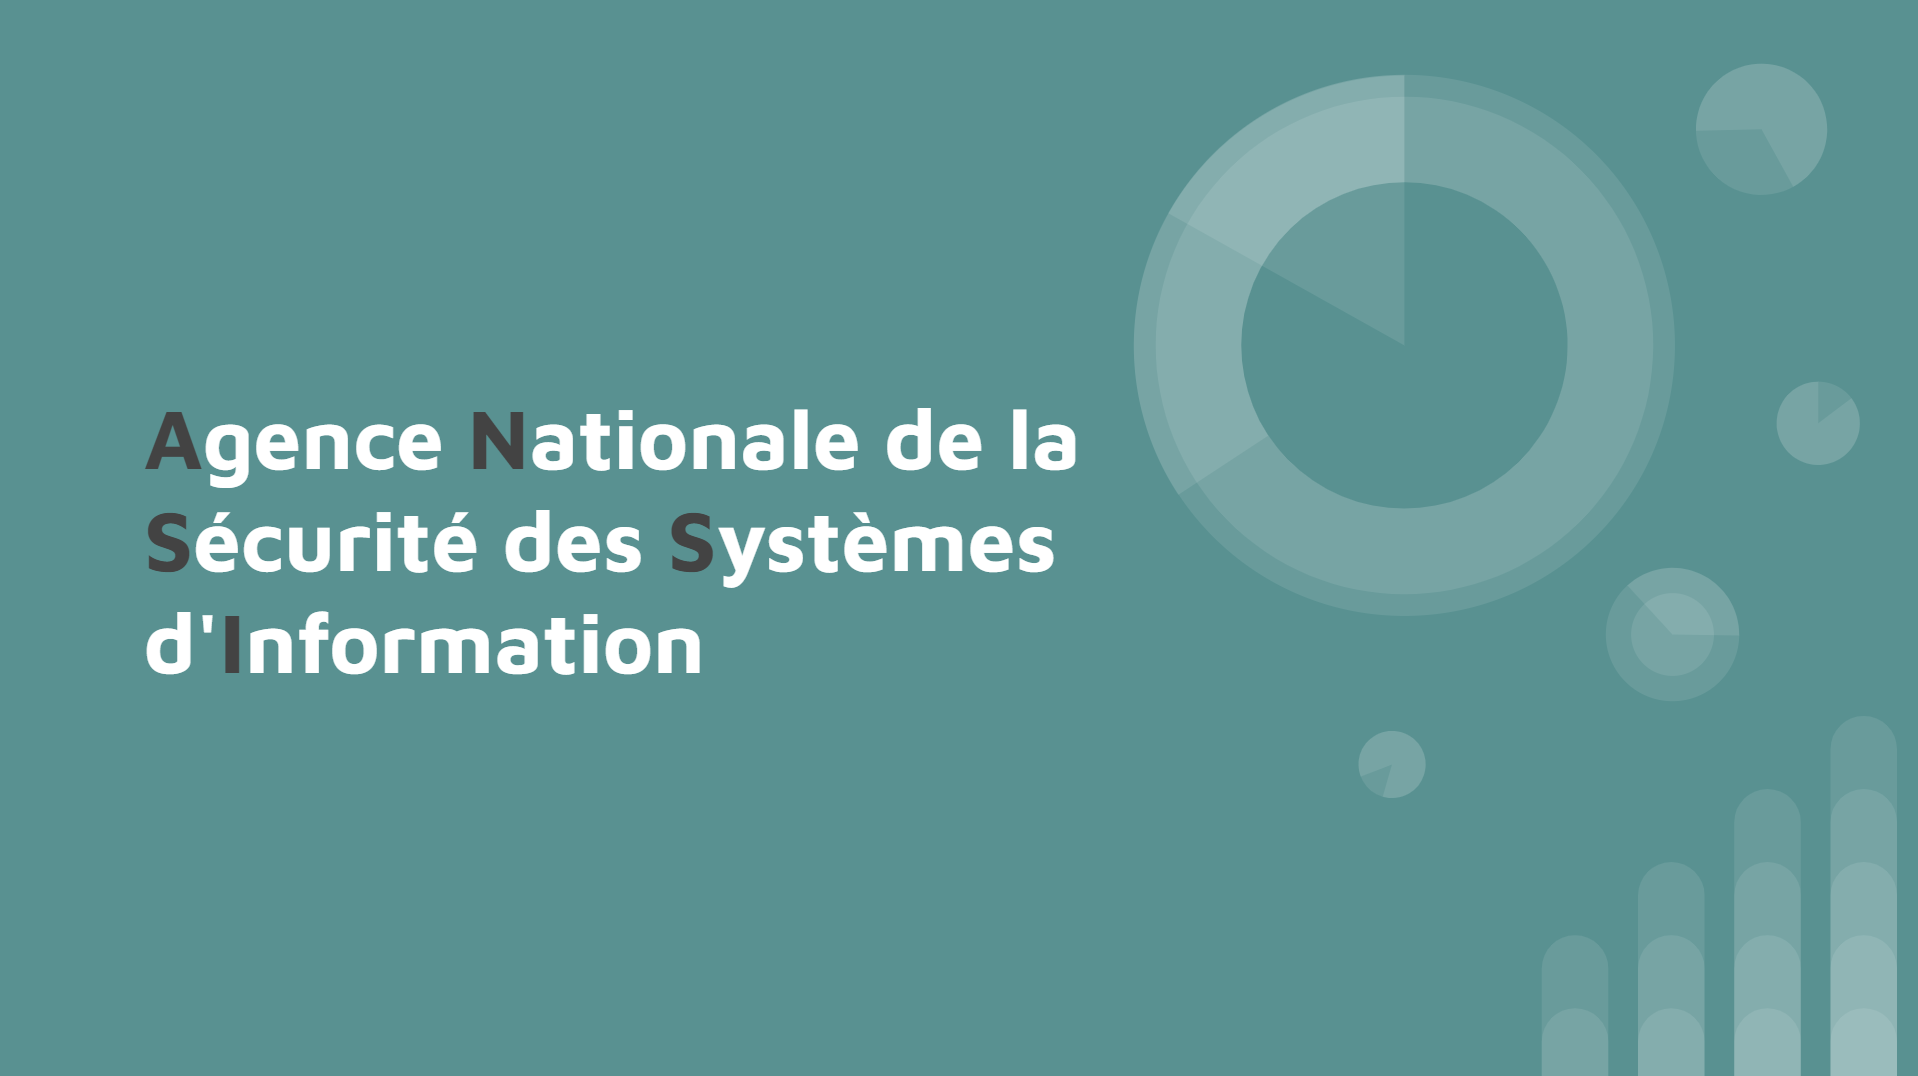 Agence Nationale de la
Sécurité des Systèmes
d'Information